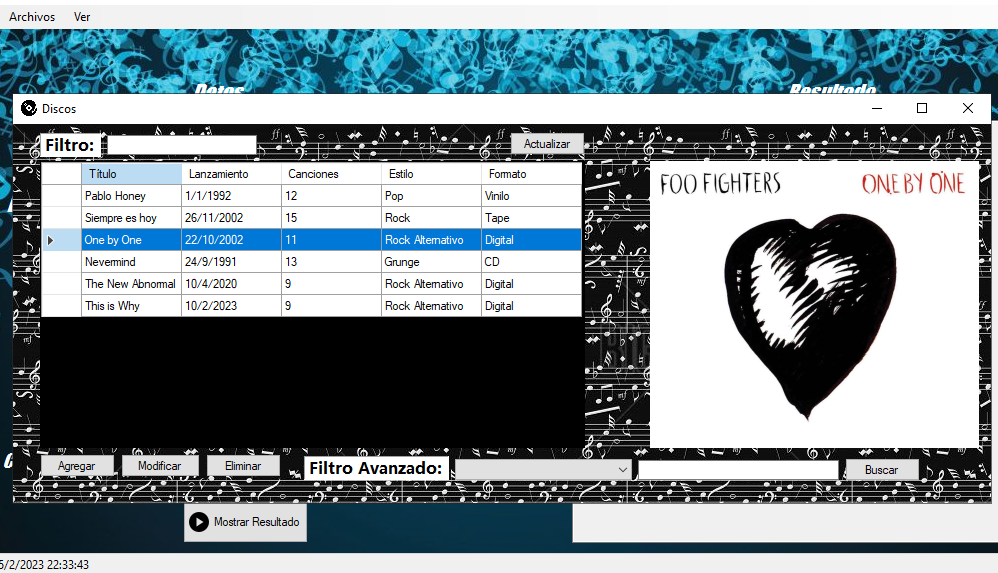 Archivos Ver
Datos Resultado
Discos
Filtro: Actualizar
Título Lanzamiento Canciones Estilo Formato
Pablo Honey 1/1/1992 12 Pop Vinilo
Siempre es hoy 26/11/2002 15 Rock Tape
One by One 22/10/2002 11 Rock Alternativo Digital
Nevermind 24/9/1991 13 Grunge CD
The New Abnormal 10/4/2020 9 Rock Alternativo Digital
This is Why 10/2/2023 9 Rock Alternativo Digital
FOO FIGHTERS ONE BY ONE
Agregar Modificar Eliminar Filtro Avanzado: Buscar
Mostrar Resultado
5/2/2023 22:33:43